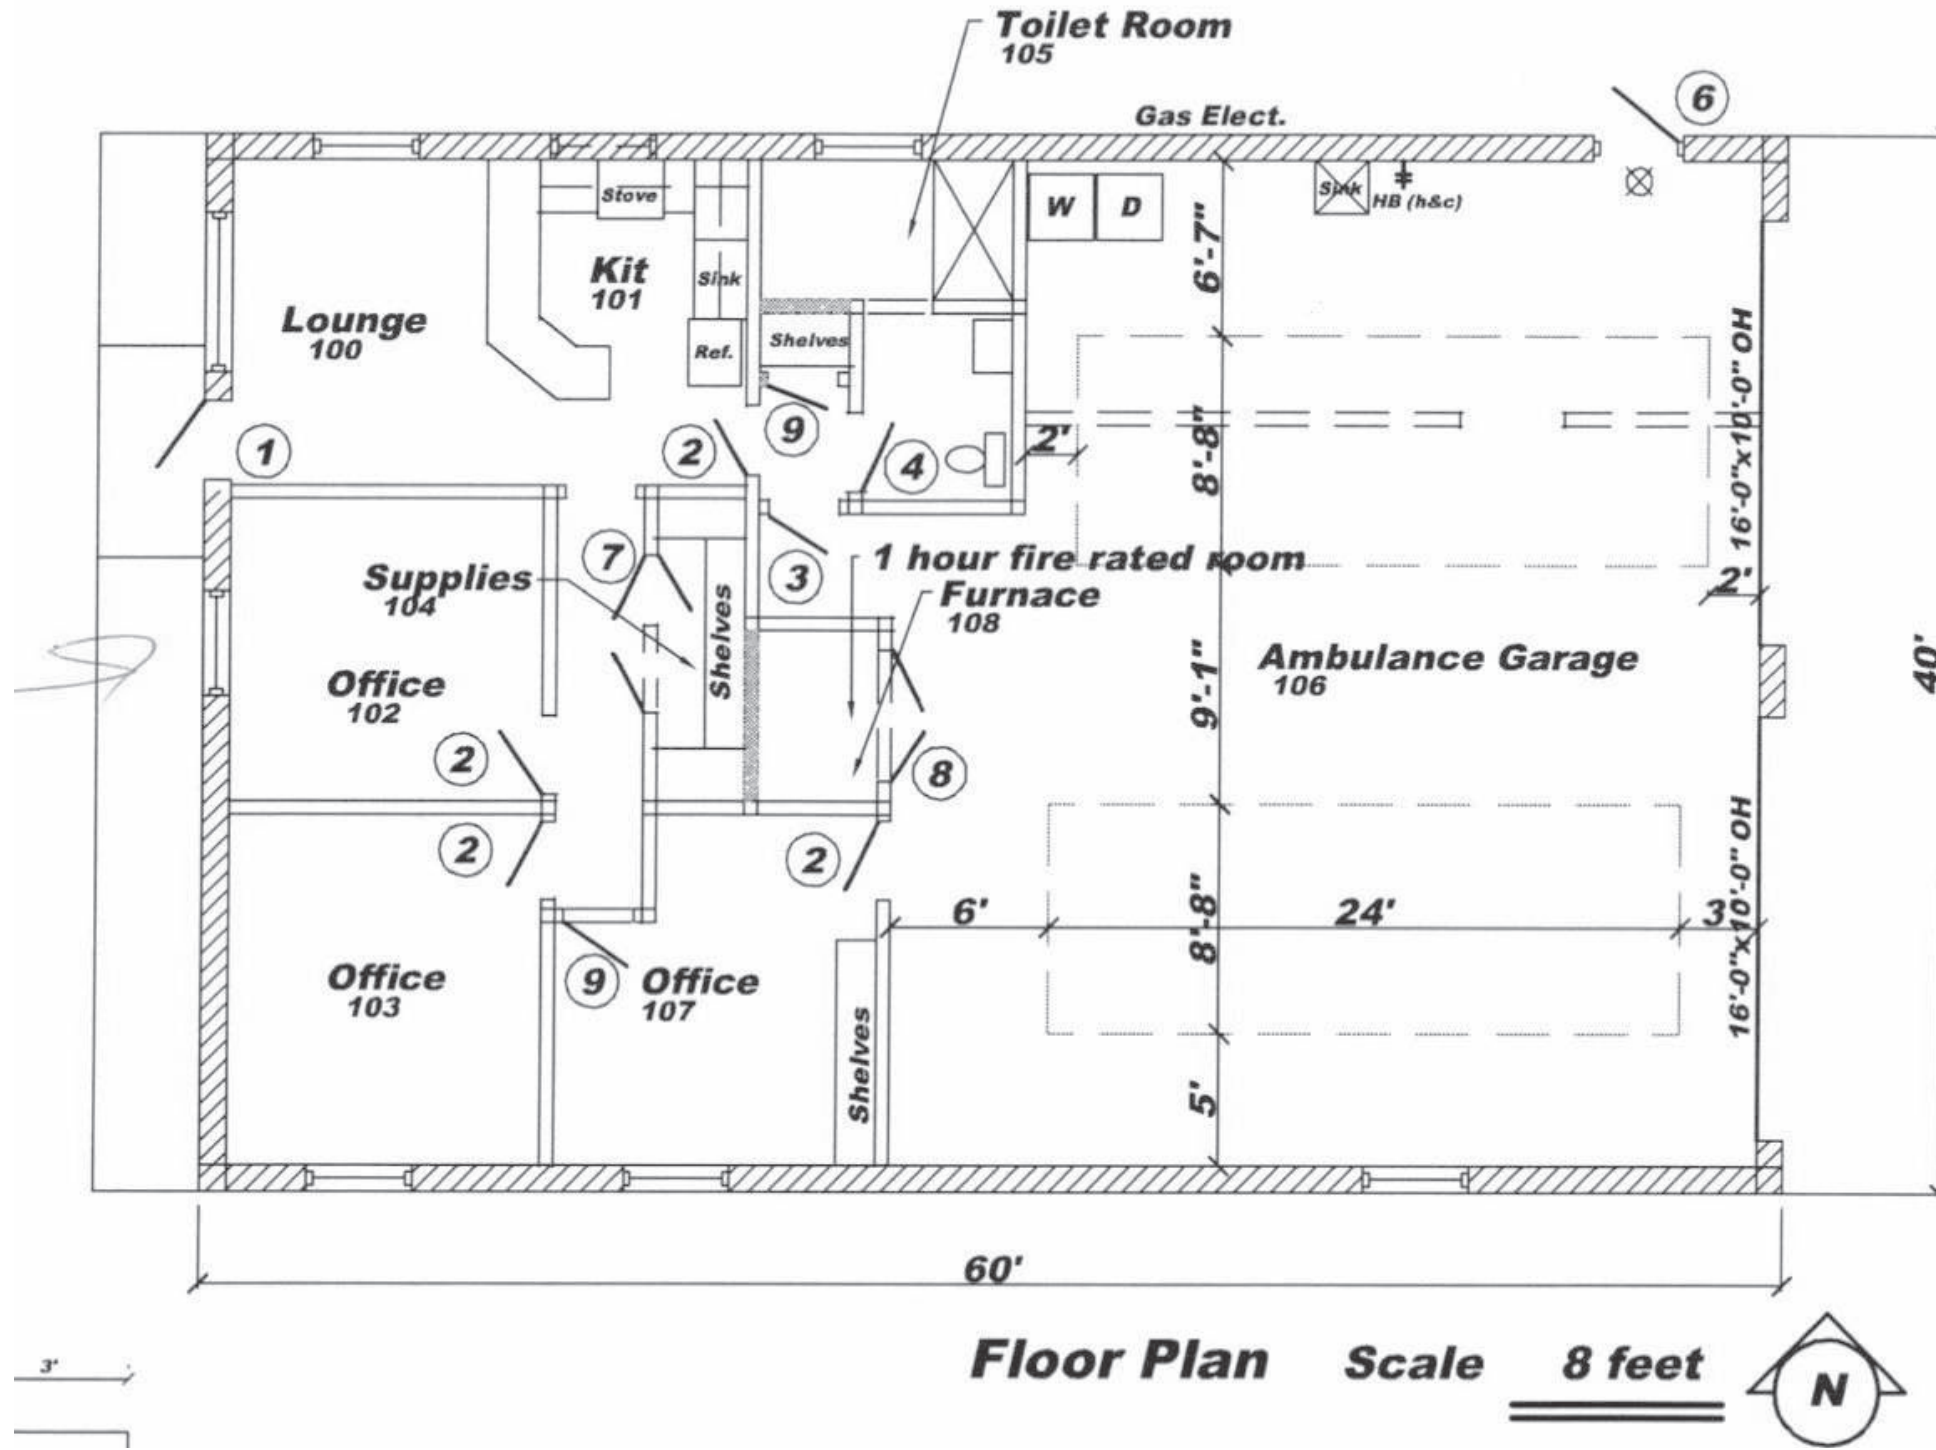 Toilet Room
105
Gas Elect.
6
Stove
W
D
Sink
HB (h&c)
6'-7"
Kit
101
Sink
Lounge
100
Ref.
Shelves
16'-0"x10'-0" OH
9
2
1
4
2'
8'-8"
7
3
1 hour fire rated room
Supplies
104
Furnace
108
2'
Shelves
Ambulance Garage
106
40'
Office
102
9'-1"
2
8
2
2
16'-0"x10'-0" OH
6'
24'
3'
8'-8"
Office
103
9
Office
107
Shelves
5'
60'
Floor Plan
Scale
8 feet
N
3'